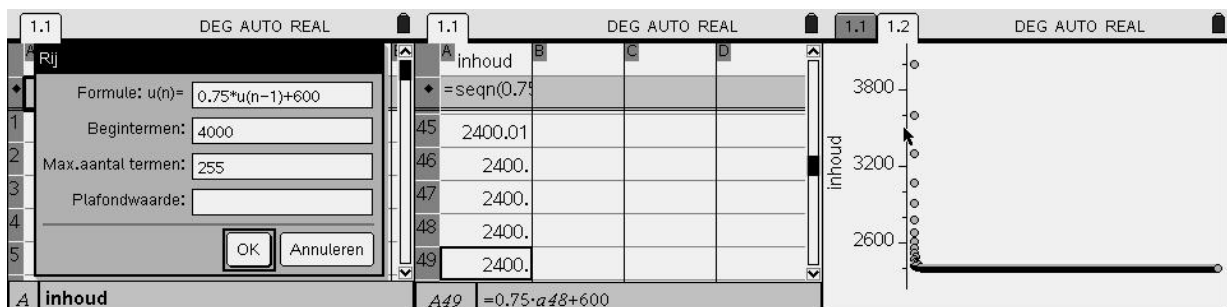 1.1 DEG AUTO REAL
A
Rij
Formule: u(n)= 0.75*u(n−1)+600
Begintermen: 4000
Max.aantal termen: 255
Plafondwaarde:
OK Annuleren
1
2
3
4
5
A inhoud
1.1 DEG AUTO REAL
A inhoud B C D
◆ =seqn(0.75
45 2400.01
46 2400.
47 2400.
48 2400.
49 2400.
A49 =0.75·a48+600
1.1 1.2 DEG AUTO REAL
3800
3200
2600
inhoud